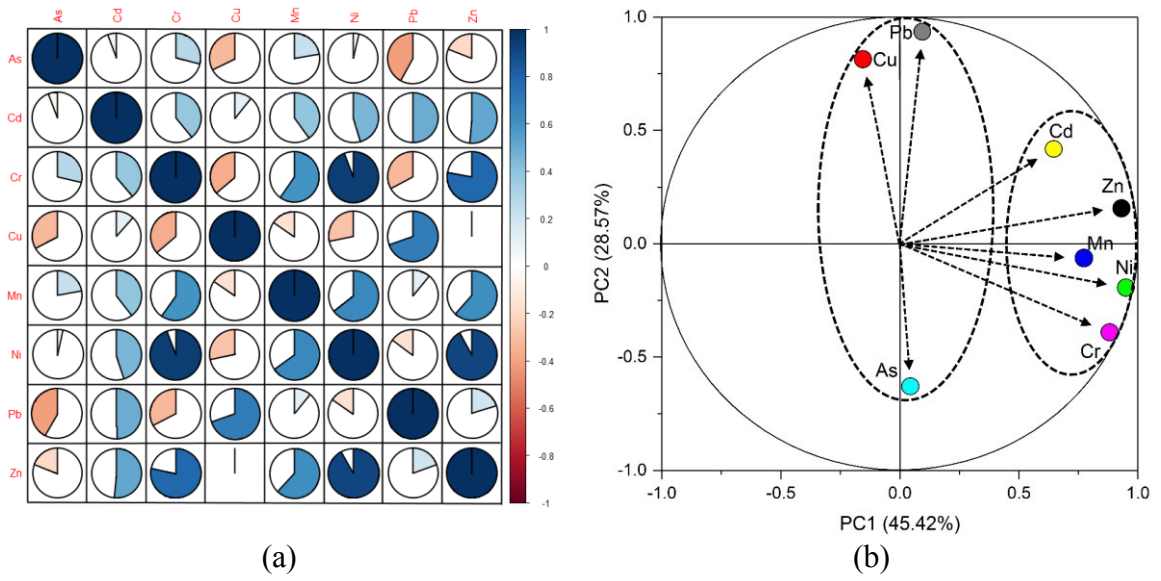 As Cd Cr Cu Mn Ni Pb Zn
As
Cd
Cr
Cu
Mn
Ni
Pb
Zn
1
0.8
0.6
0.4
0.2
0
-0.2
-0.4
-0.6
-0.8
-1
(a)
1.0
0.5
0.0
-0.5
-1.0
PC2 (28.57%)
Pb
Cu
Cd
Zn
Mn
Ni
Cr
As
-1.0 -0.5 0.0 0.5 1.0
PC1 (45.42%)
(b)